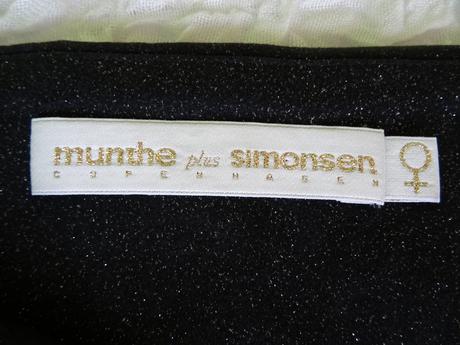 munthe plus simonsen
COPENHAGEN
♀